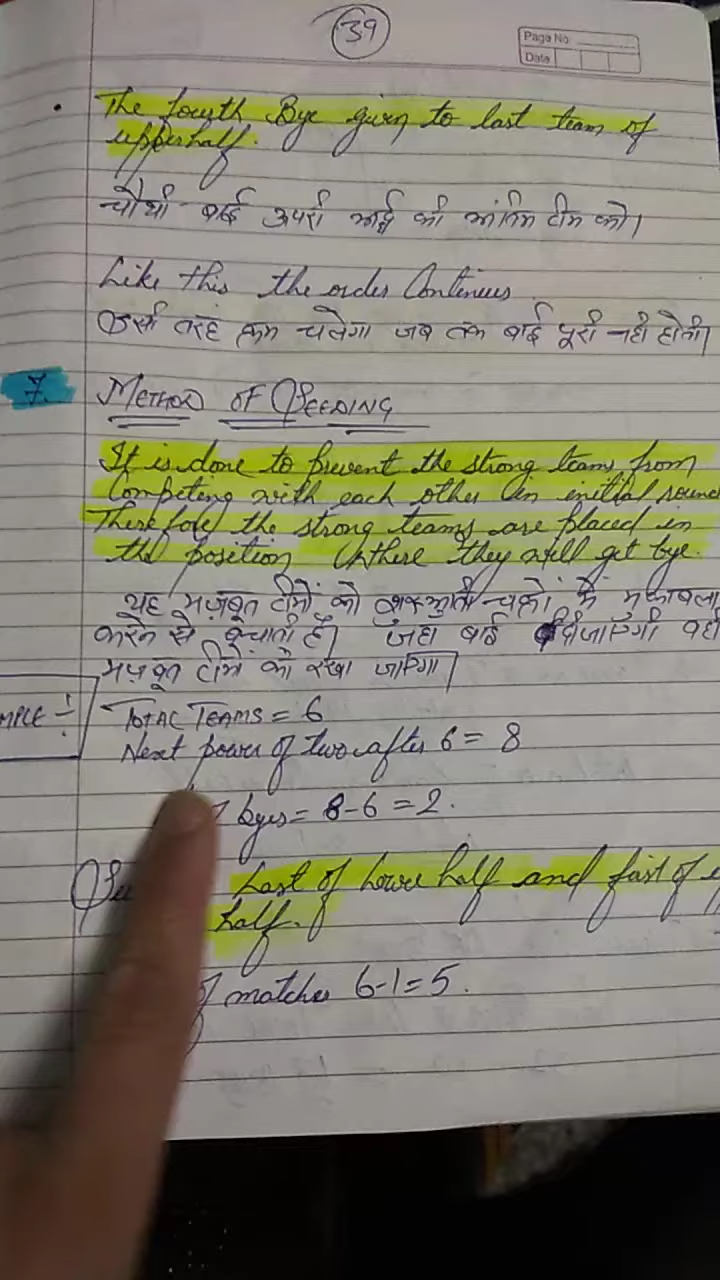 39
Page No.
Date
• The fourth Bye given to last team of
upperhalf.
चौथी बाई ऊपरी की अंतिम टीम को।
Like this the order Continues
उसी तरह क्रम चलेगा जब तक बाई पूरी नही होती।
7. METHOD OF SEEDING
It is done to prevent the strong teams from
Competing with each other in initial round
Therefore the strong teams are placed in
the position where they will get bye.
यह मज़बूत टीमों को शुरूआती चक्रों में मुकाबला
करने से बचाता है। जहां बाई दी जाएगी वहां
मज़बूत टीम को रखा जाएगा।
MPLE :- TOTAL TEAMS = 6
Next power of two after 6 = 8
byes = 8-6 = 2.
Last of lower half and first of
half.
of matches 6-1=5.